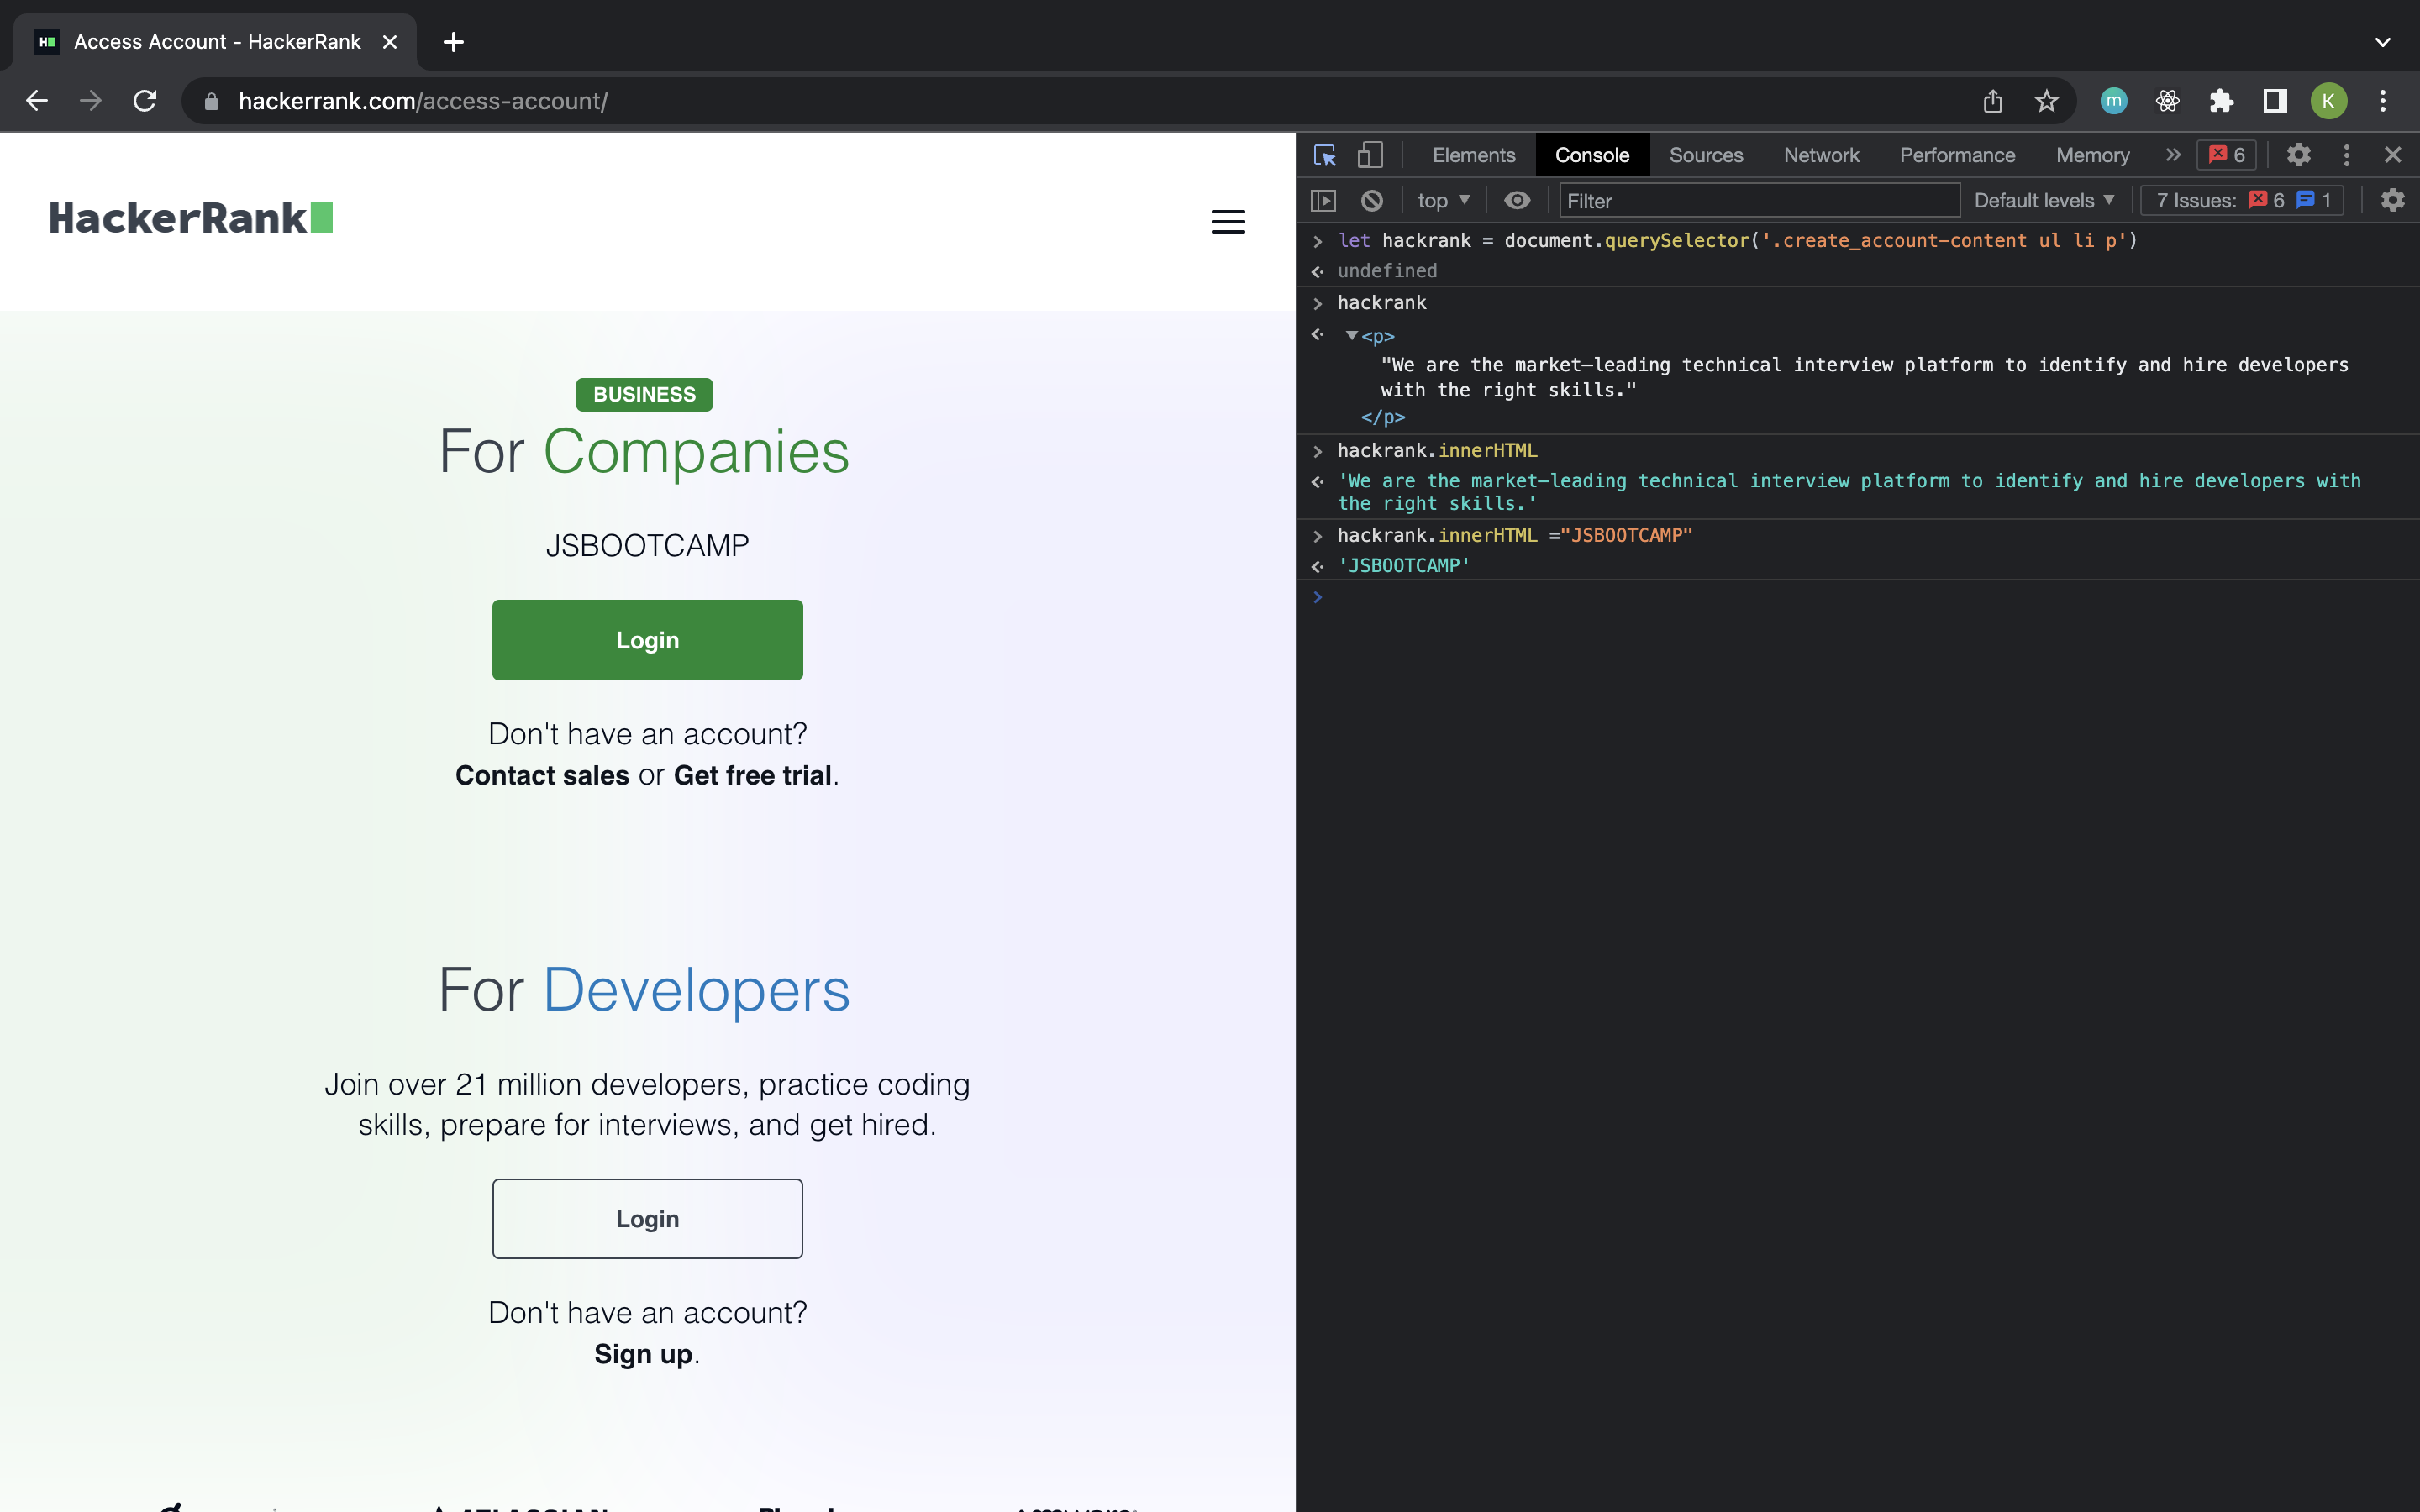 Access Account - HackerRank
hackerrank.com/access-account/
m
K
HackerRank
BUSINESS
For Companies
JSBOOTCAMP
Login
Don't have an account?
Contact sales or Get free trial.
For Developers
Join over 21 million developers, practice coding
skills, prepare for interviews, and get hired.
Login
Don't have an account?
Sign up.
Elements Console Sources Network Performance Memory » 6
top Filter Default levels 7 Issues: 6 1
let hackrank = document.querySelector('.create_account-content ul li p')
undefined
hackrank
<p>
"We are the market-leading technical interview platform to identify and hire developers
with the right skills."
</p>
hackrank.innerHTML
'We are the market-leading technical interview platform to identify and hire developers with
the right skills.'
hackrank.innerHTML ="JSBOOTCAMP"
'JSBOOTCAMP'